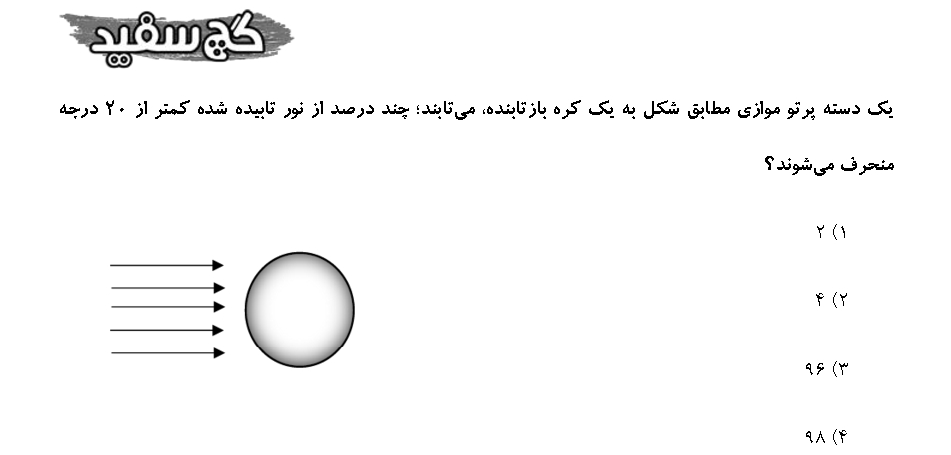 گچ سفید
یک دسته پرتو موازی مطابق شکل به یک کره بازتابنده، می‌تابند؛ چند درصد از نور تابیده شده کمتر از ۲۰ درجه
منحرف می‌شوند؟
۱) ۲
۲) ۴
۳) ۹۶
۴) ۹۸